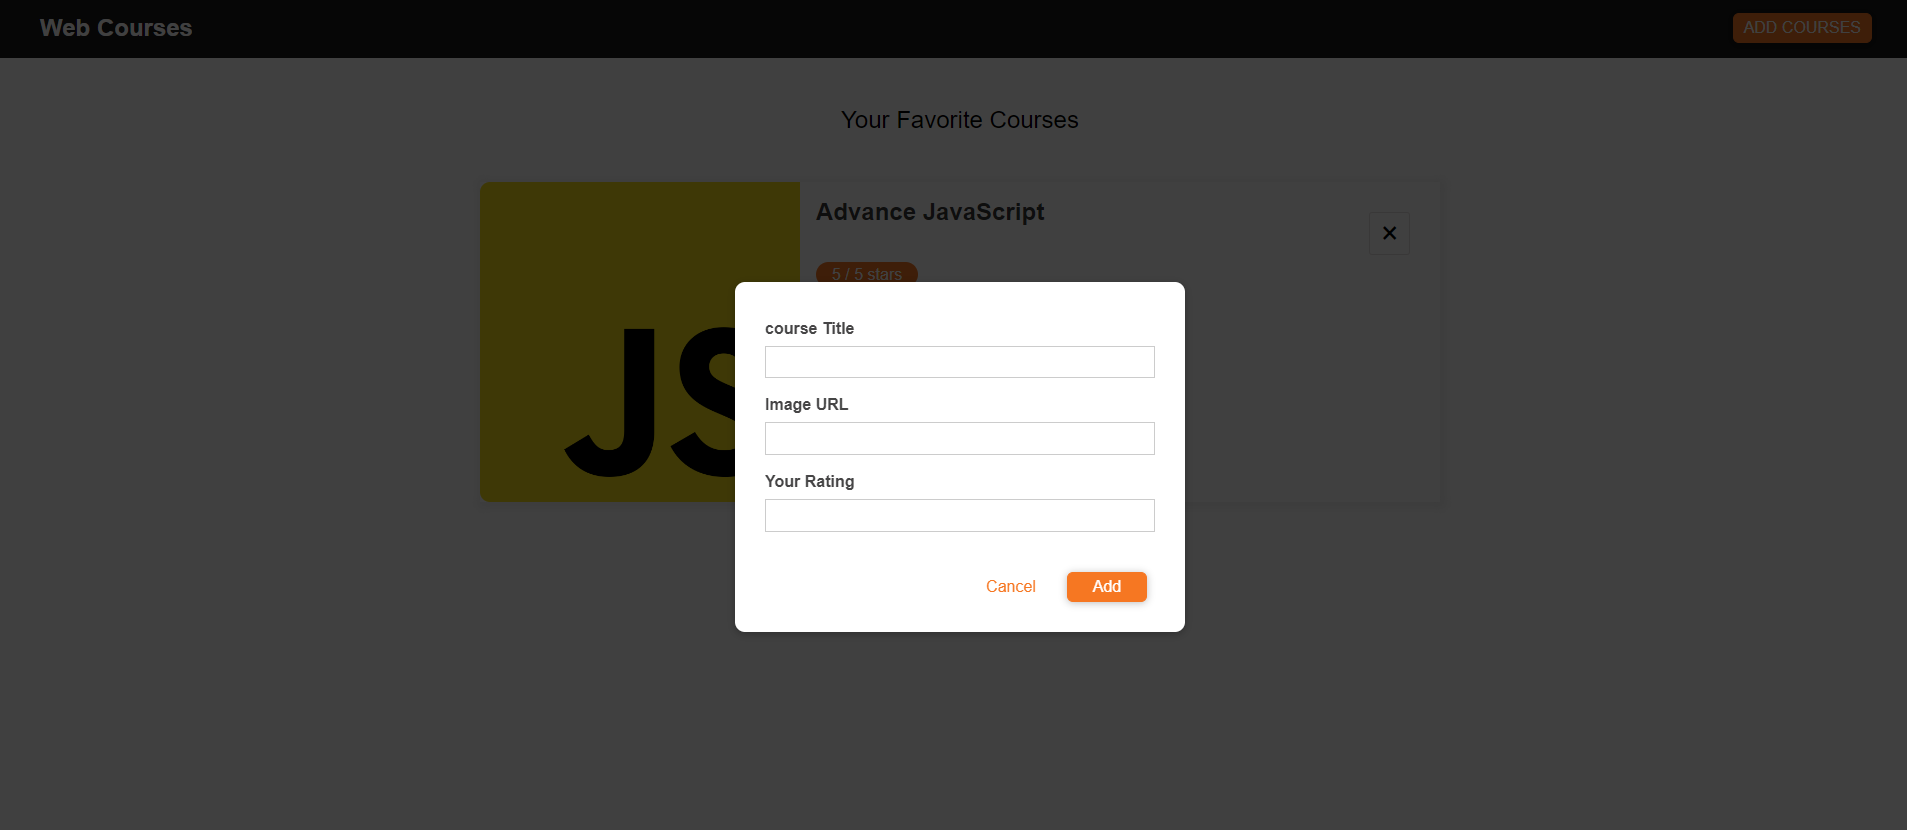 Web Courses
ADD COURSES
Your Favorite Courses
Advance JavaScript
5 / 5 stars
JS
course Title
Image URL
Your Rating
Cancel
Add